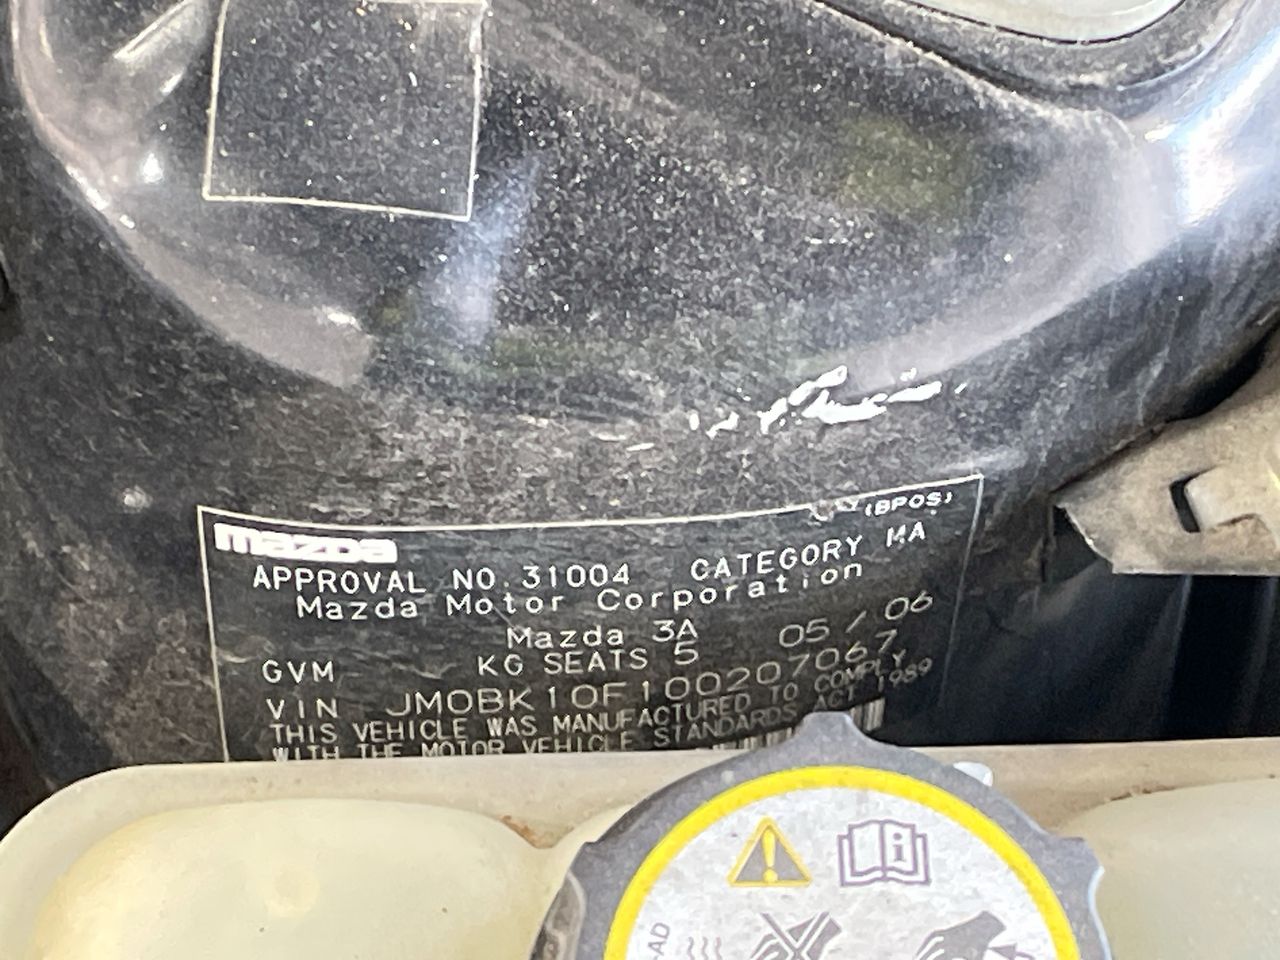 (BPOS)
mazda
APPROVAL NO.31004 CATEGORY MA
Mazda Motor Corporation
Mazda 3A 05 / 06
GVM KG SEATS 5
VIN JM0BK10F100207067
THIS VEHICLE WAS MANUFACTURED TO COMPLY
WITH THE MOTOR VEHICLE STANDARDS ACT 1989